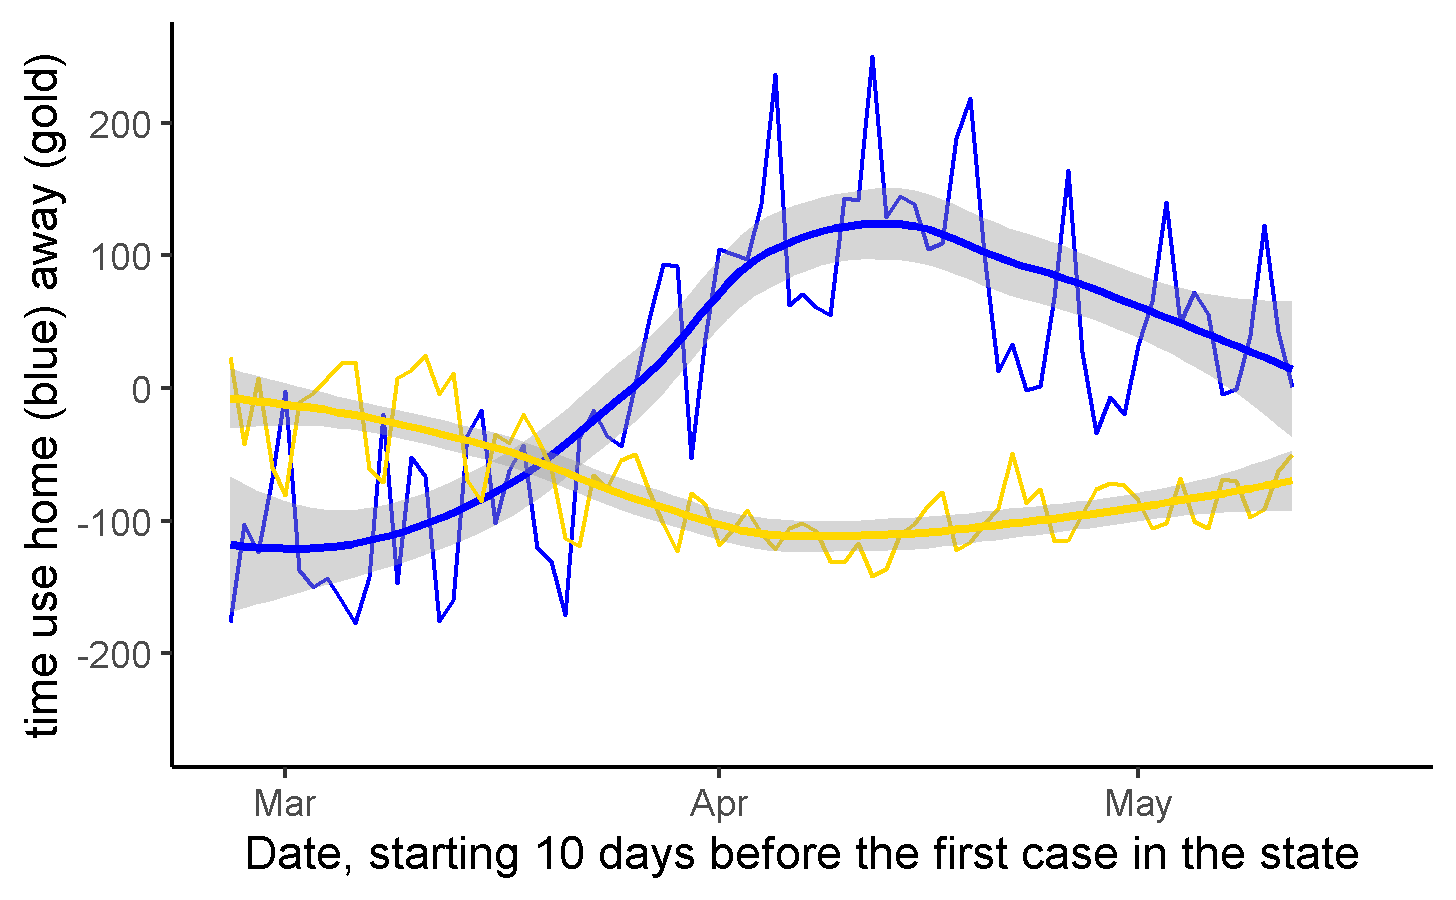 time use home (blue) away (gold)
200
100
0
-100
-200
Mar Apr May
Date, starting 10 days before the first case in the state